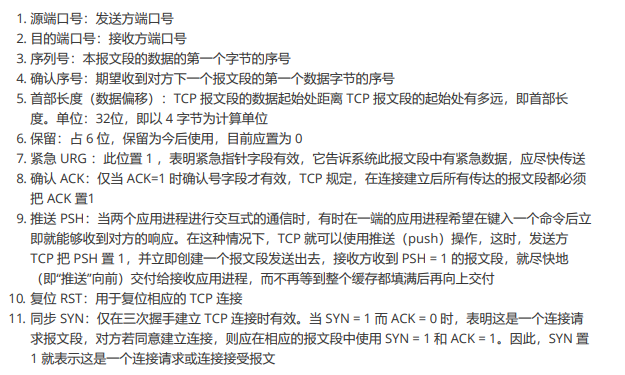 1. 源端口号：发送方端口号
2. 目的端口号：接收方端口号
3. 序列号：本报文段的数据的第一个字节的序号
4. 确认序号：期望收到对方下一个报文段的第一个数据字节的序号
5. 首部长度（数据偏移）：TCP 报文段的数据起始处距离 TCP 报文段的起始处有多远，即首部长
度。单位：32位，即以 4 字节为计算单位
6. 保留：占 6 位，保留为今后使用，目前应置为 0
7. 紧急 URG ：此位置 1 ，表明紧急指针字段有效，它告诉系统此报文段中有紧急数据，应尽快传送
8. 确认 ACK：仅当 ACK=1 时确认号字段才有效，TCP 规定，在连接建立后所有传达的报文段都必须
把 ACK 置1
9. 推送 PSH：当两个应用进程进行交互式的通信时，有时在一端的应用进程希望在键入一个命令后立
即就能够收到对方的响应。在这种情况下，TCP 就可以使用推送（push）操作，这时，发送方
TCP 把 PSH 置 1，并立即创建一个报文段发送出去，接收方收到 PSH = 1 的报文段，就尽快地
（即“推送”向前）交付给接收应用进程，而不再等到整个缓存都填满后再向上交付
10. 复位 RST：用于复位相应的 TCP 连接
11. 同步 SYN：仅在三次握手建立 TCP 连接时有效。当 SYN = 1 而 ACK = 0 时，表明这是一个连接请
求报文段，对方若同意建立连接，则应在相应的报文段中使用 SYN = 1 和 ACK = 1。因此，SYN 置
1 就表示这是一个连接请求或连接接受报文